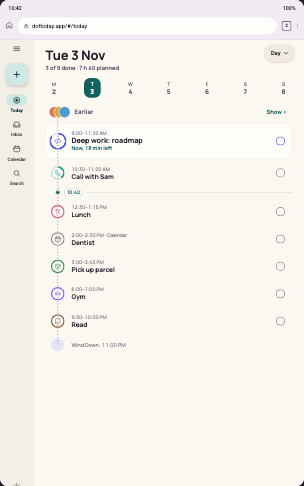 10:42
100%
dottoday.app/#/today
2
Tue 3 Nov
Day
3 of 9 done · 7 h 40 planned
M T W T F S S
2 3 4 5 6 7 8
Today
Inbox
Calendar
Search
Earlier
Show
9:00–11:00 AM
Deep work: roadmap
Now, 18 min left
10:30–11:00 AM
Call with Sam
10:42
12:30–1:15 PM
Lunch
2:00–2:30 PM · Calendar
Dentist
3:00–3:45 PM
Pick up parcel
6:00–7:00 PM
Gym
9:30–10:00 PM
Read
Wind Down · 11:00 PM